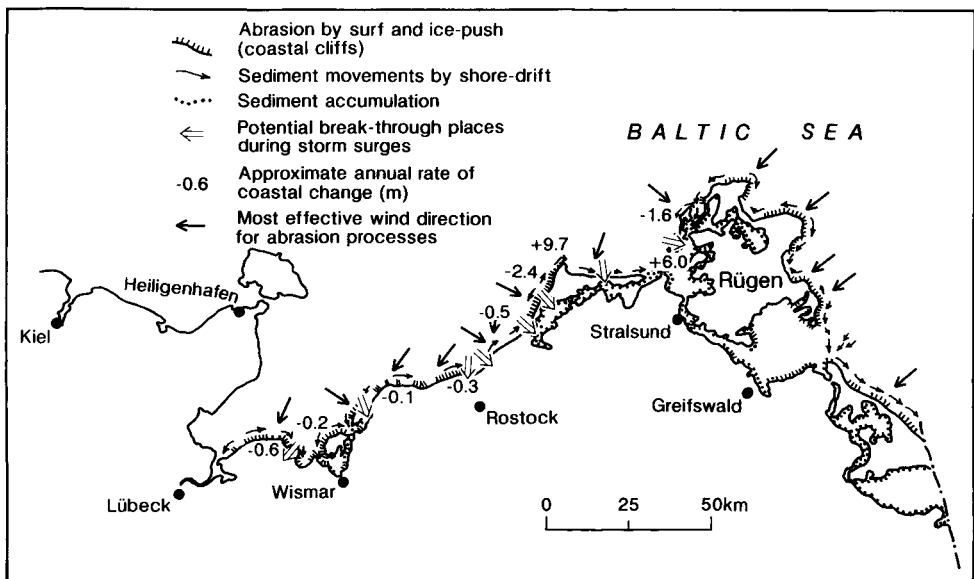 Abrasion by surf and ice-push
(coastal cliffs)
Sediment movements by shore-drift
Sediment accumulation
Potential break-through places
during storm surges
-0.6 Approximate annual rate of
coastal change (m)
Most effective wind direction
for abrasion processes
BALTIC SEA
-1.6
+9.7
+6.0
-2.4
Rügen
Heiligenhafen
-0.5
Kiel
Stralsund
-0.3
-0.1
Greifswald
Rostock
-0.2
-0.6
Wismar
Lübeck
0 25 50km